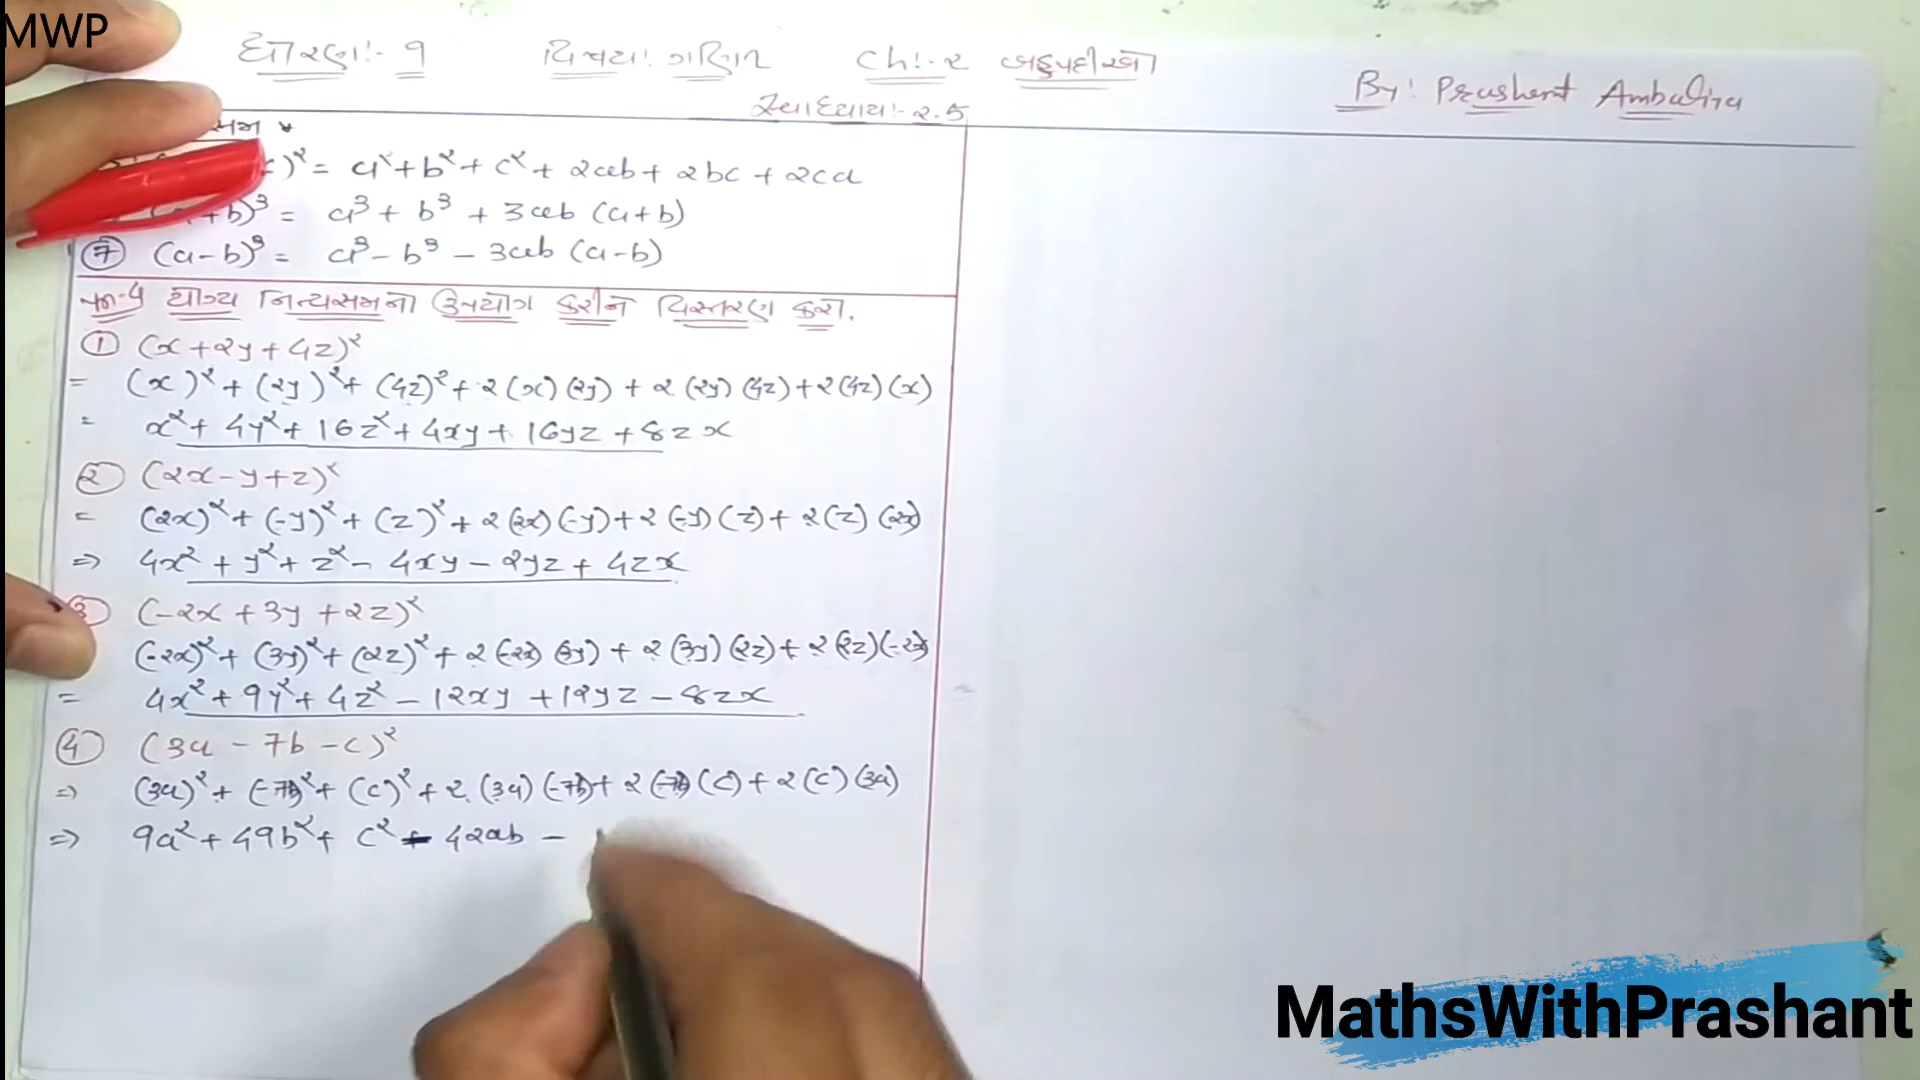 MWP
ધોરણ:- ૧ વિષય: ગણિત Ch:- ૨ બહુપદીઓ
By: Prashant Ambaliya
સ્વાધ્યાય:- ૨.5
)² = a² + b² + c² + 2ab + 2bc + 2ca
+b)³ = a³ + b³ + 3ab (a+b)
⑦ (a-b)³ = a³ - b³ - 3ab (a-b)
યોગ્ય નિત્યસમનો ઉપયોગ કરીને વિસ્તરણ કરો.
① (x+2y+4z)²
= (x)² + (2y)² + (4z)² + 2(x)(2y) + 2(2y)(4z) + 2(4z)(x)
= x² + 4y² + 16z² + 4xy + 16yz + 8zx
② (2x-y+z)²
= (2x)² + (-y)² + (z)² + 2(2x)(-y) + 2(-y)(z) + 2(z)(2x)
=> 4x² + y² + z² - 4xy - 2yz + 4zx
③ (-2x + 3y + 2z)²
(-2x)² + (3y)² + (2z)² + 2(-2x)(3y) + 2(3y)(2z) + 2(2z)(-2x)
= 4x² + 9y² + 4z² - 12xy + 12yz - 8zx
④ (3a - 7b - c)²
=> (3a)² + (-7b)² + (c)² + 2(3a)(-7b) + 2(-7b)(c) + 2(c)(3a)
=> 9a² + 49b² + c² - 42ab -
MathsWithPrashant